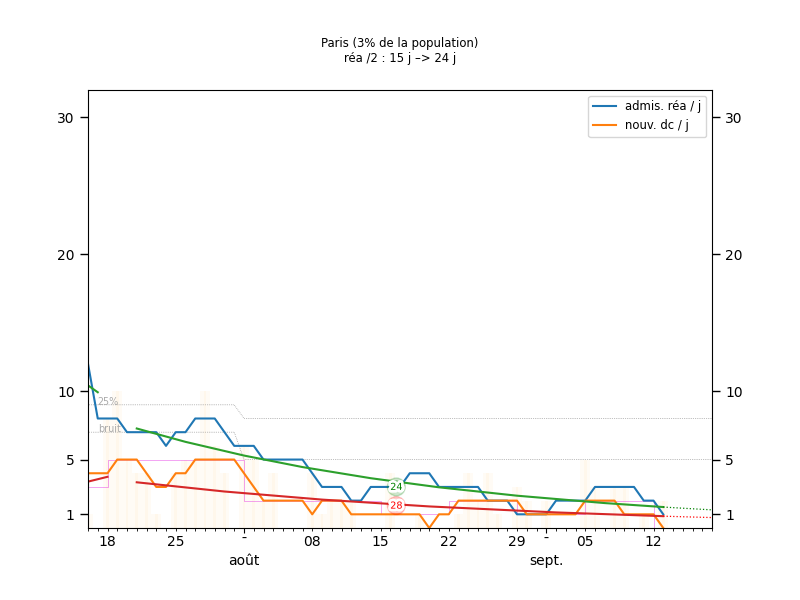 Paris (3% de la population)
réa /2 : 15 j –> 24 j
admis. réa / j
nouv. dc / j
30 30
20 20
10 10
25%
bruit
5 5
24
28
1 1
18 25 - 08 15 22 29 - 05 12
août sept.